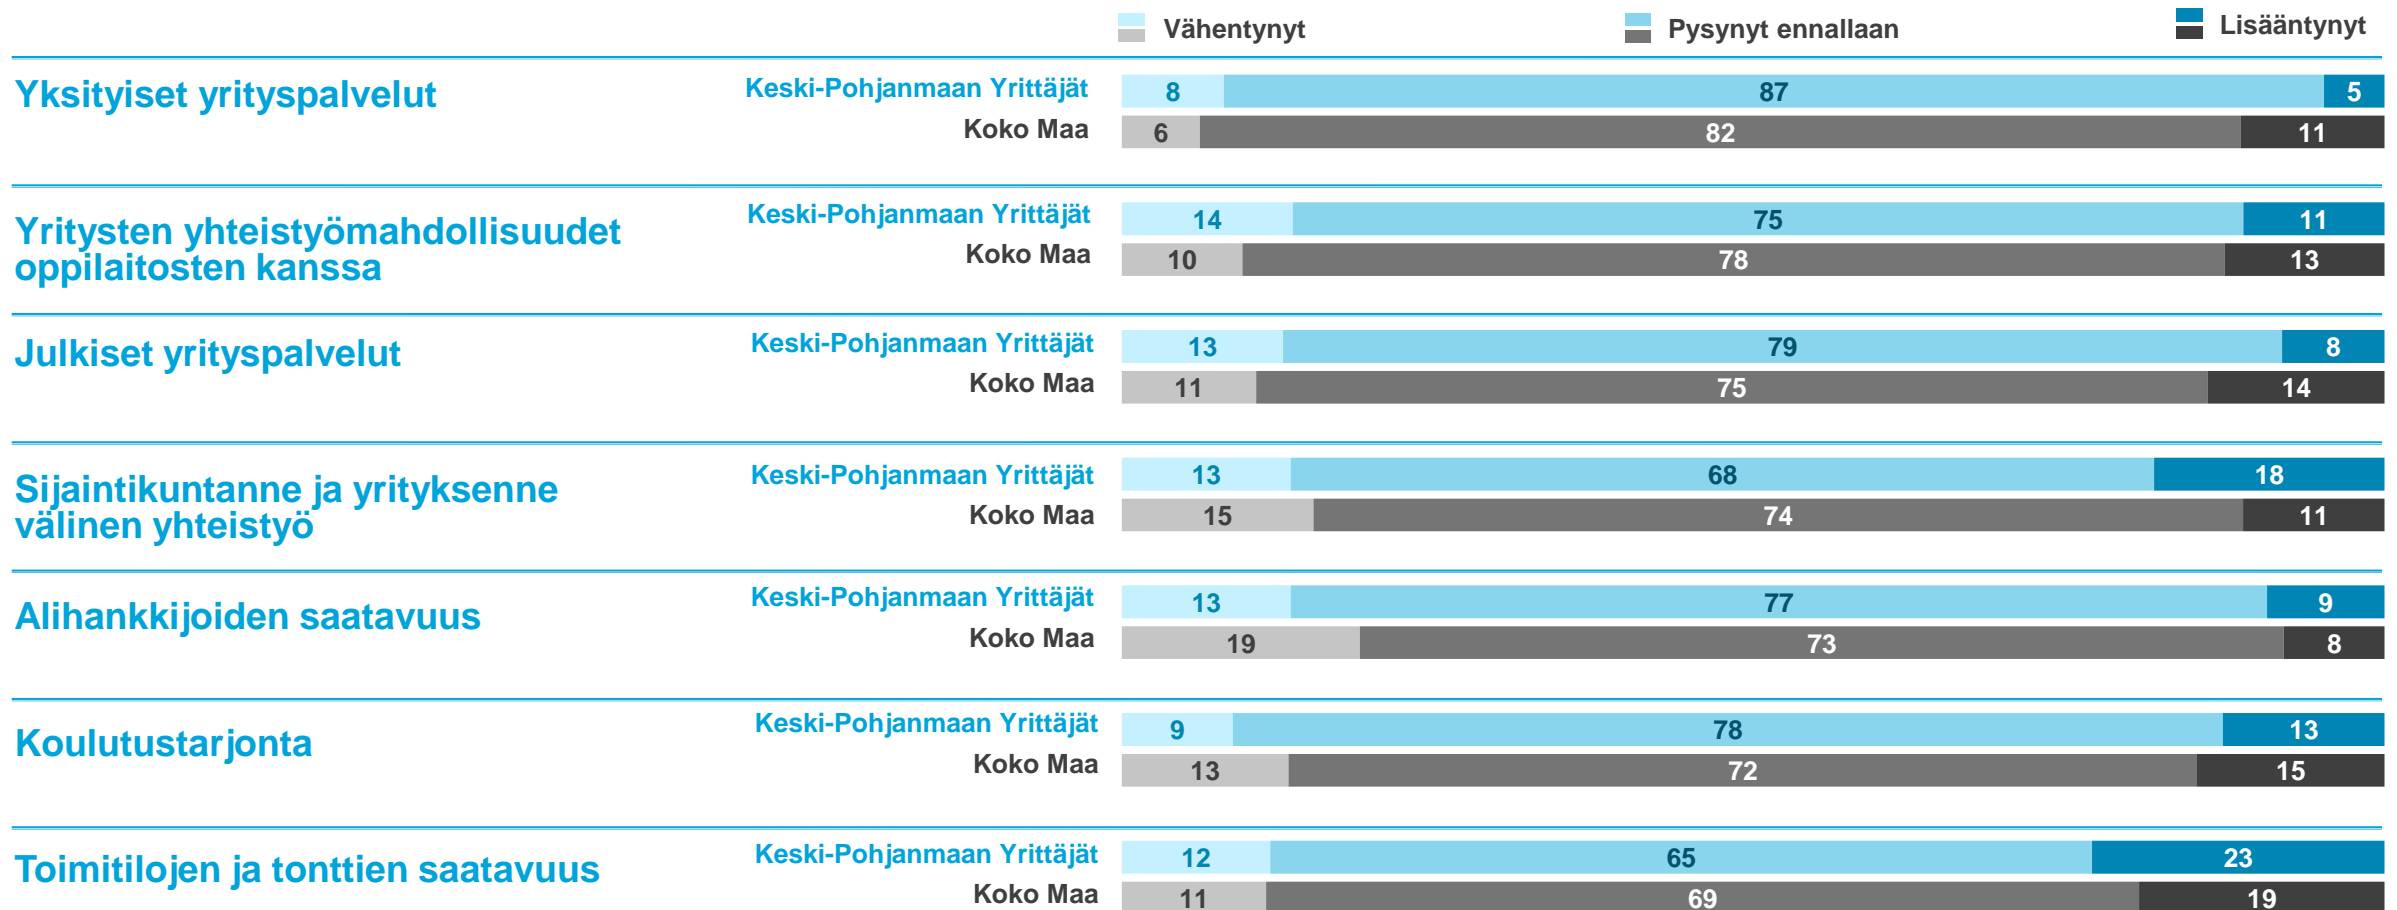 Vähentynyt Pysynyt ennallaan Lisääntynyt
Yksityiset yrityspalvelut
Keski-Pohjanmaan Yrittäjät 8 87 5
Koko Maa 6 82 11
Yritysten yhteistyömahdollisuudet
oppilaitosten kanssa
Keski-Pohjanmaan Yrittäjät 14 75 11
Koko Maa 10 78 13
Julkiset yrityspalvelut
Keski-Pohjanmaan Yrittäjät 13 79 8
Koko Maa 11 75 14
Sijaintikuntanne ja yrityksenne
välinen yhteistyö
Keski-Pohjanmaan Yrittäjät 13 68 18
Koko Maa 15 74 11
Alihankkijoiden saatavuus
Keski-Pohjanmaan Yrittäjät 13 77 9
Koko Maa 19 73 8
Koulutustarjonta
Keski-Pohjanmaan Yrittäjät 9 78 13
Koko Maa 13 72 15
Toimitilojen ja tonttien saatavuus
Keski-Pohjanmaan Yrittäjät 12 65 23
Koko Maa 11 69 19